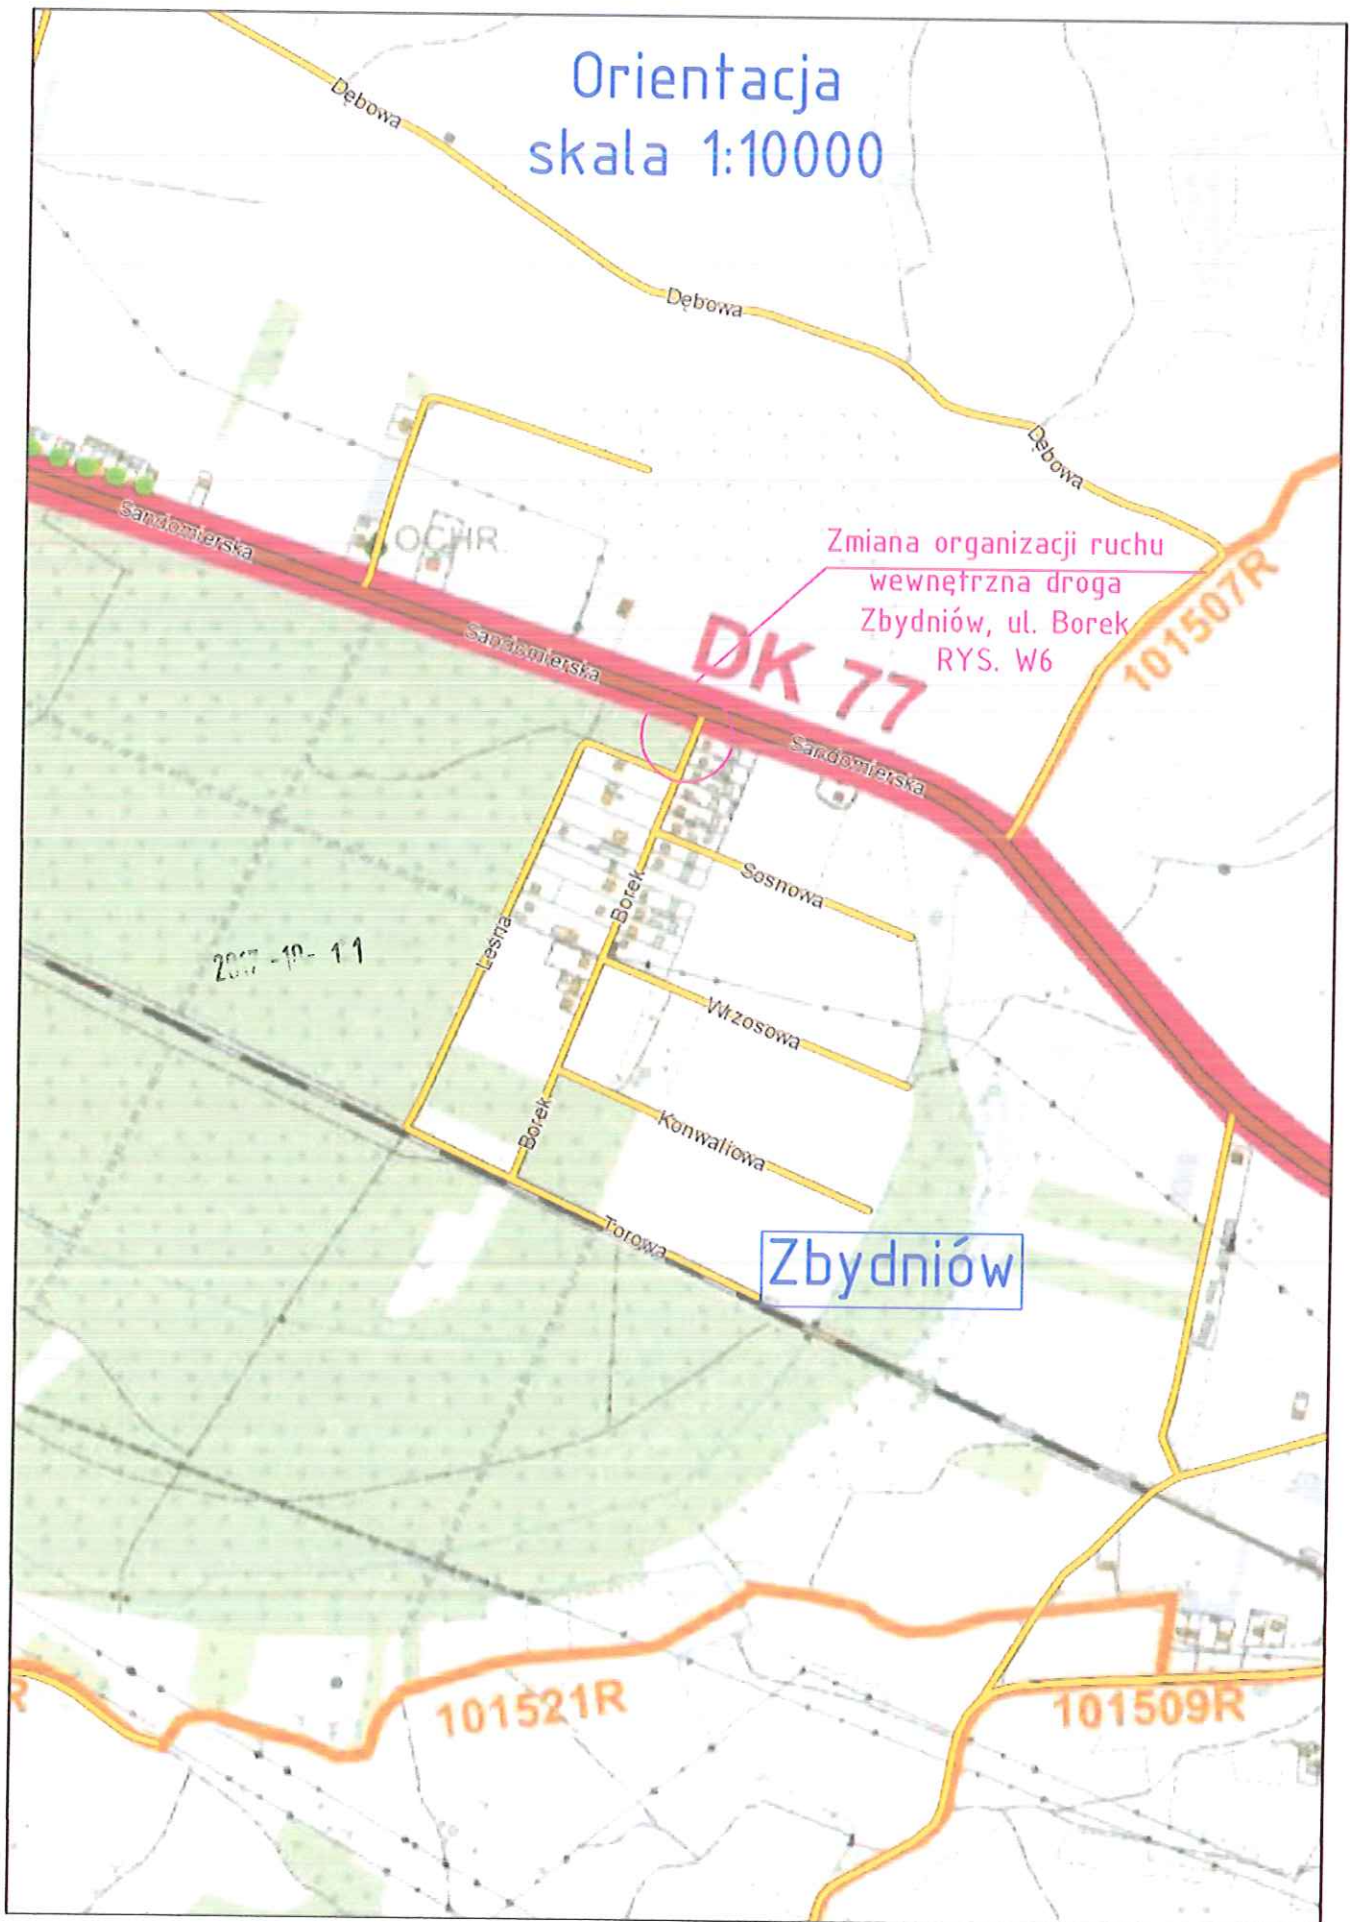 Orientacja
skala 1:10000
Dębowa
Dębowa
Dębowa
Sandomierska
OCHR.
Zmiana organizacji ruchu
wewnętrzna droga
Zbydniów, ul. Borek
RYS. W6
101507R
Sandomierska
DK 77
Sandomierska
Sosnowa
Borek
Leśna
Wrzosowa
Borek
Konwaliowa
Torowa
Zbydniów
R
101521R
101509R